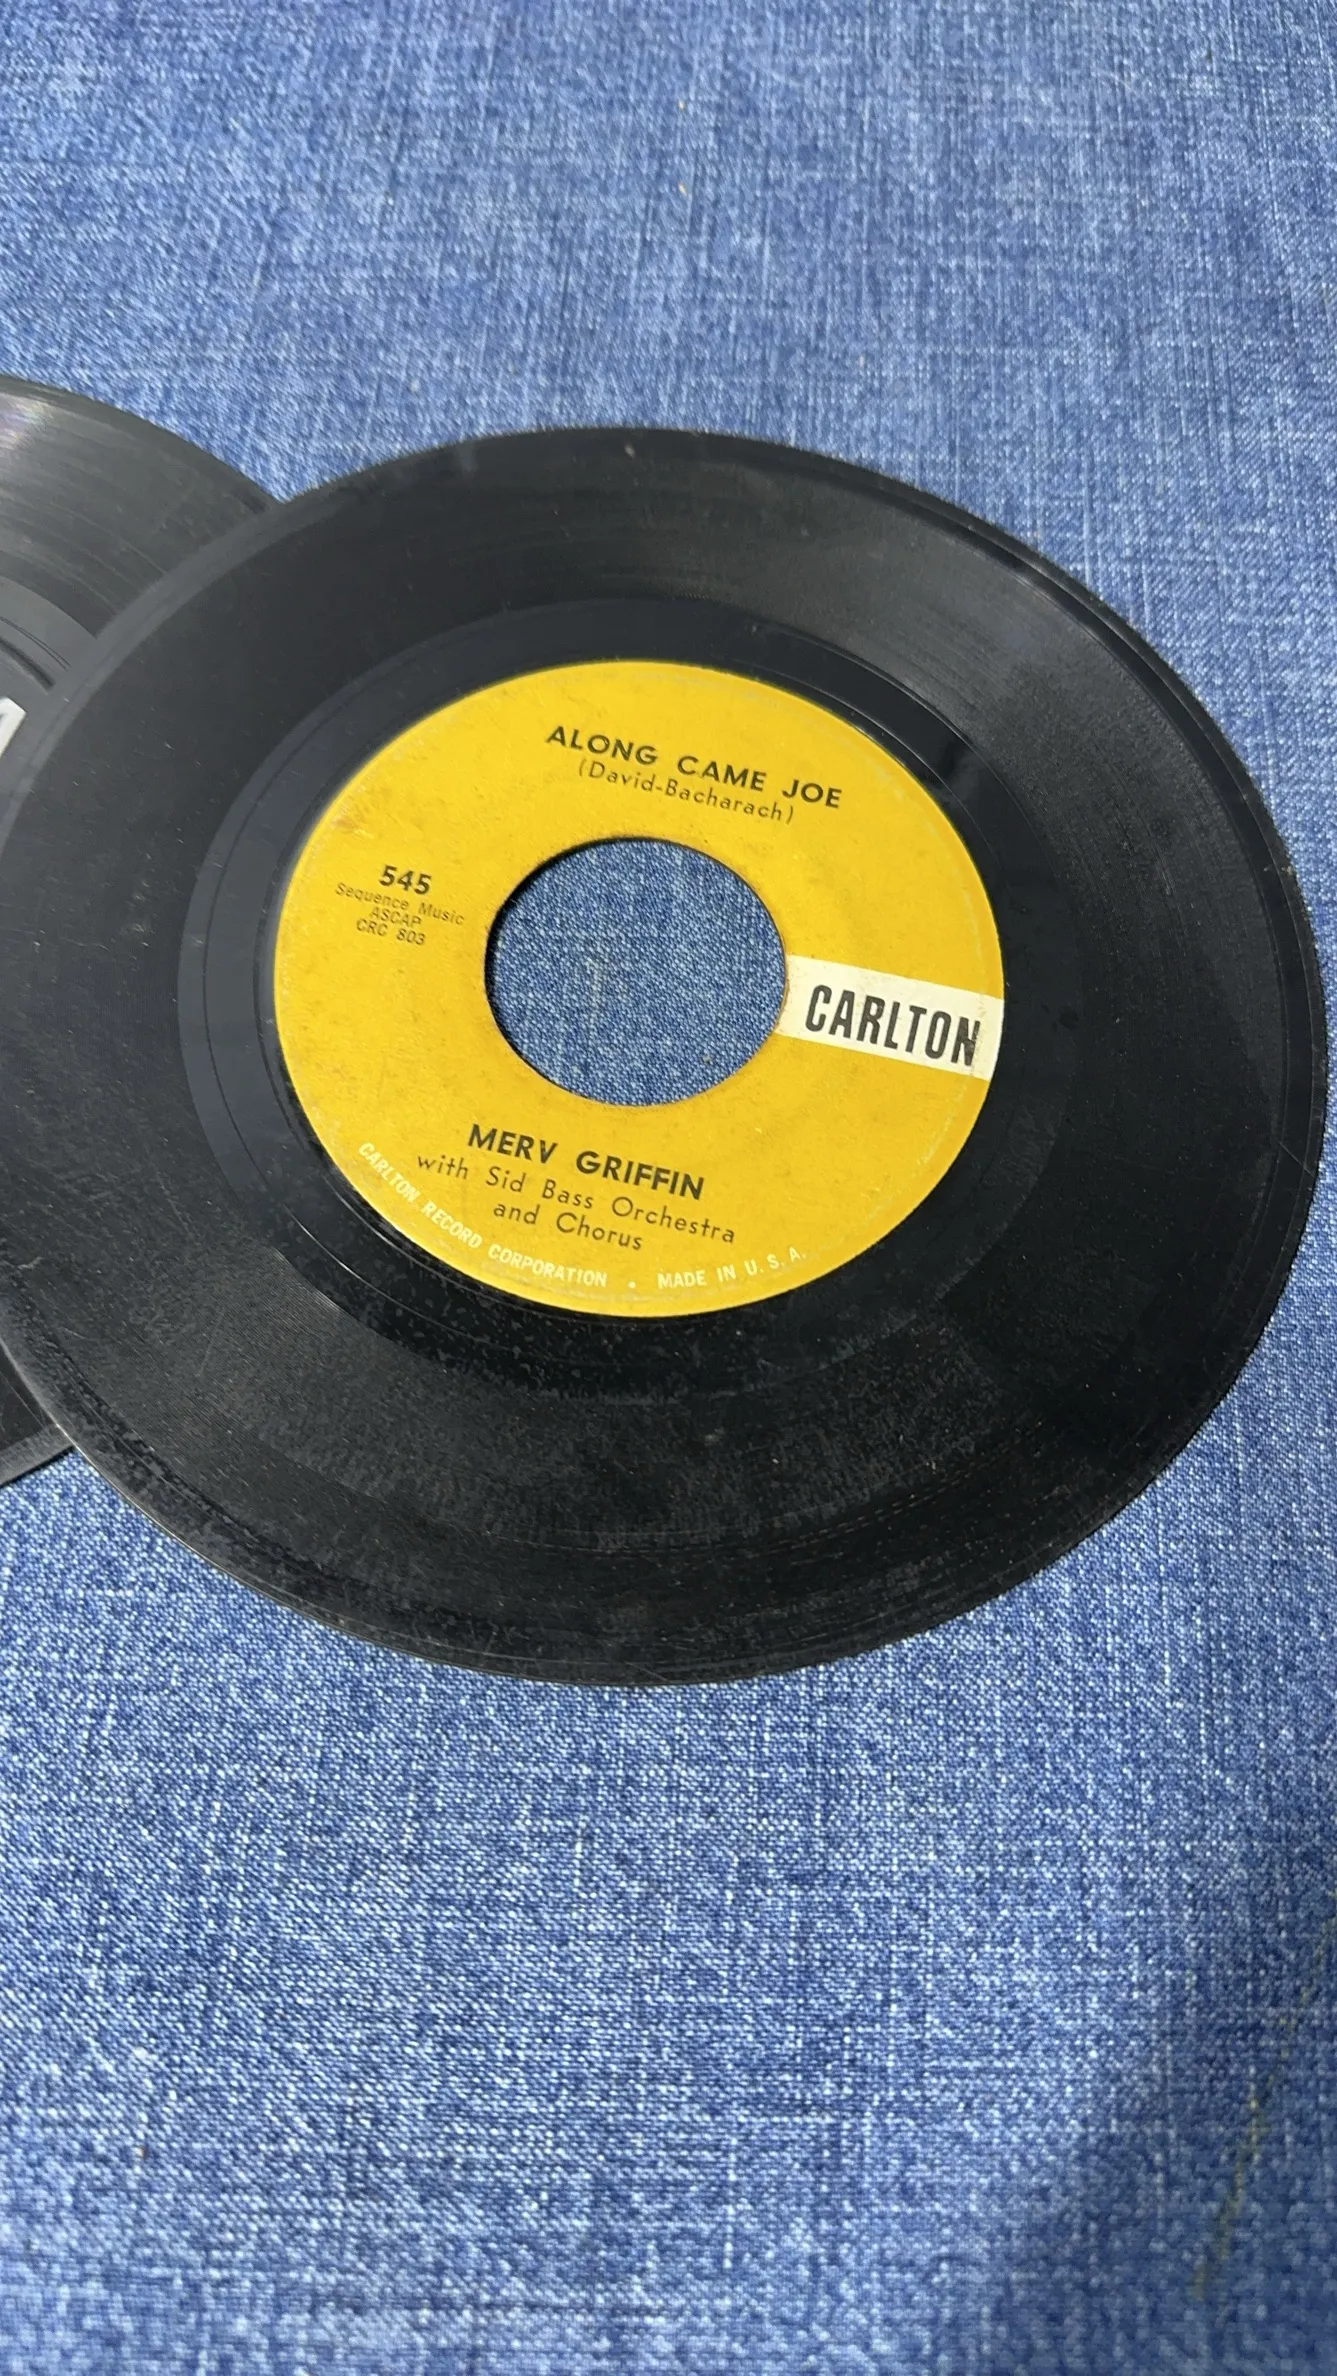 ALONG CAME JOE
(David-Bacharach)
545
Sequence Music
ASCAP
CRC 803
CARLTON
MERV GRIFFIN
with Sid Bass Orchestra
and Chorus
CARLTON RECORD CORPORATION • MADE IN U.S.A.